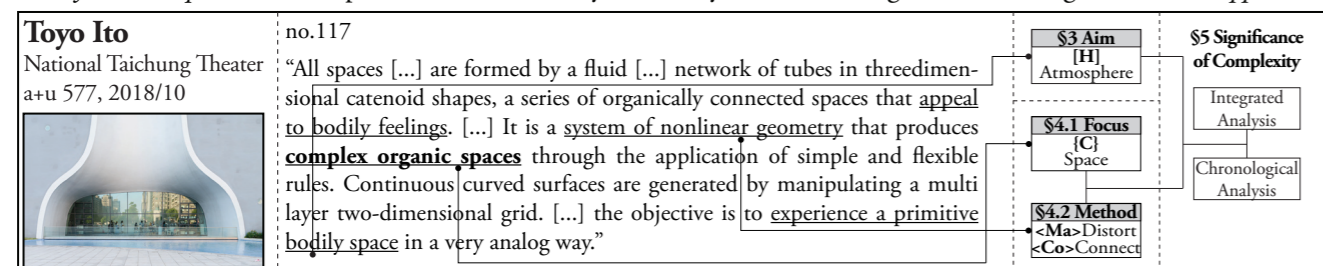 Toyo Ito
National Taichung Theater
a+u 577, 2018/10
no.117
“All spaces [...] are formed by a fluid [...] network of tubes in threedimen-
sional catenoid shapes, a series of organically connected spaces that appeal
to bodily feelings. [...] It is a system of nonlinear geometry that produces
complex organic spaces through the application of simple and flexible
rules. Continuous curved surfaces are generated by manipulating a multi
layer two-dimensional grid. [...] the objective is to experience a primitive
bodily space in a very analog way.”
§3 Aim
[H]
Atmosphere
§4.1 Focus
{C}
Space
§4.2 Method
<Ma>Distort
<Co>Connect
§5 Significance
of Complexity
Integrated
Analysis
Chronological
Analysis